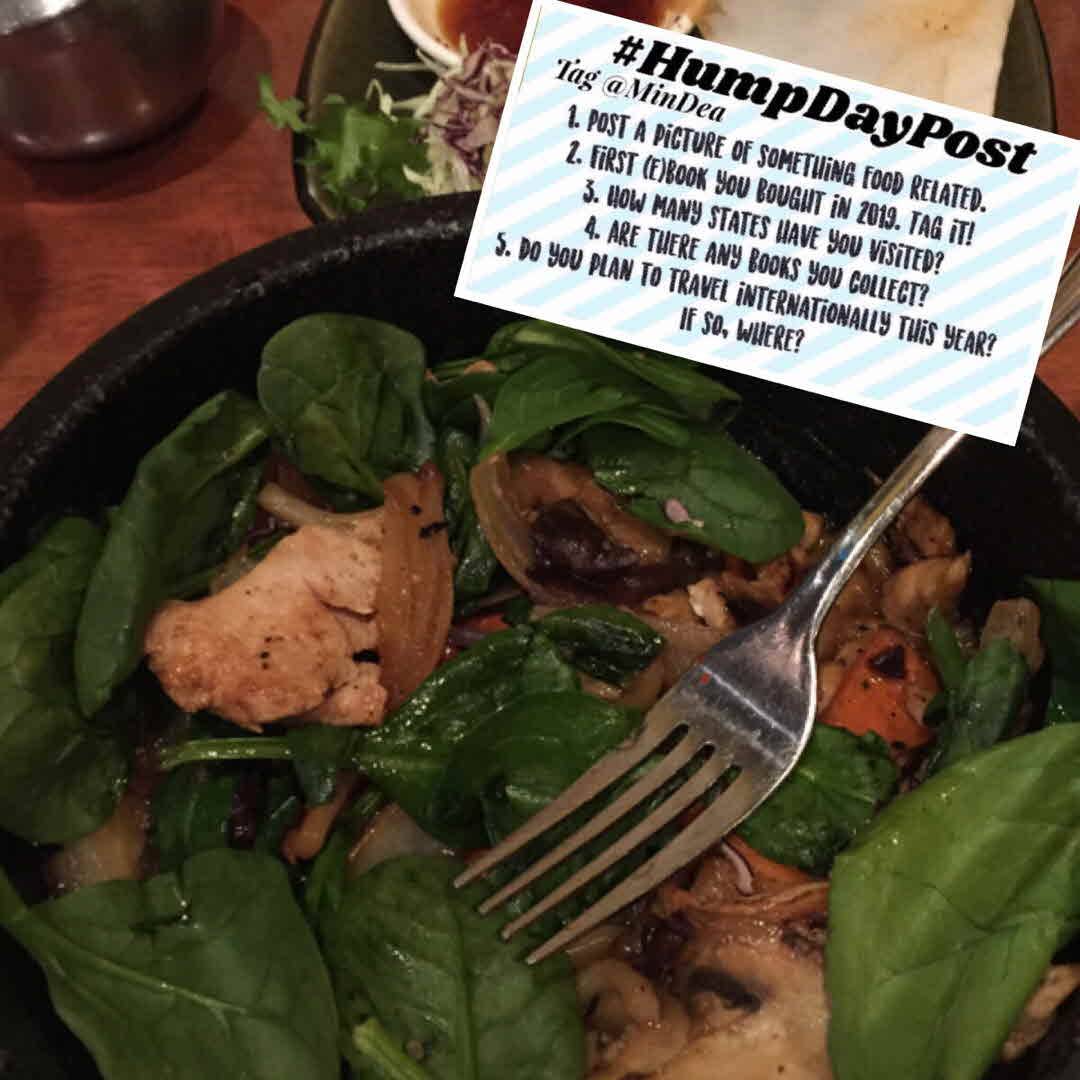 #HumpDayPost
Tag @MinDea
1. POST A PICTURE OF SOMETHING FOOD RELATED.
2. FIRST (E)BOOK YOU BOUGHT IN 2019. TAG IT!
3. HOW MANY STATES HAVE YOU VISITED?
4. ARE THERE ANY BOOKS YOU COLLECT?
5. DO YOU PLAN TO TRAVEL INTERNATIONALLY THIS YEAR?
IF SO, WHERE?